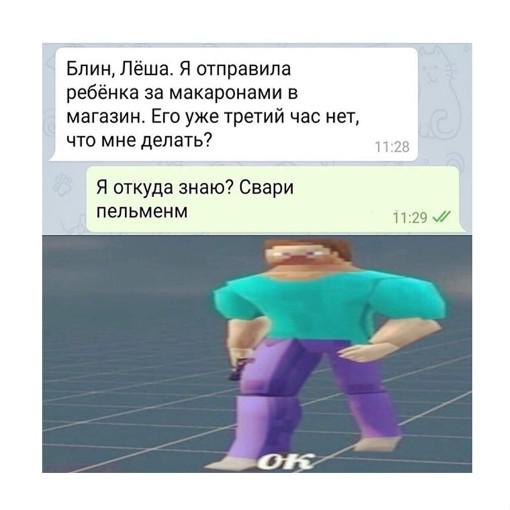 Блин, Лёша. Я отправила
ребёнка за макаронами в
магазин. Его уже третий час нет,
что мне делать?
11:28
Я откуда знаю? Свари
пельменм
11:29
ок